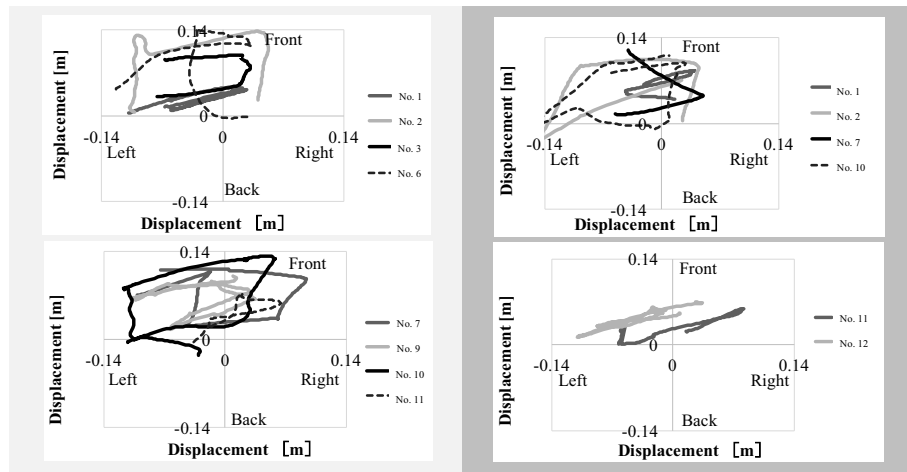 0.14
Front
Displacement [m]
-0.14
0
0.14
Left
Right
Back
-0.14
Displacement [m]
No. 1
No. 2
No. 3
No. 6
0.14
Front
Displacement [m]
-0.14
0
0.14
Left
Right
Back
-0.14
Displacement [m]
No. 1
No. 2
No. 7
No. 10
0.14
Front
Displacement [m]
0
-0.14
0
0.14
Left
Right
Back
-0.14
Displacement [m]
No. 7
No. 9
No. 10
No. 11
0.14
Front
Displacement [m]
0
-0.14
0
0.14
Left
Right
Back
-0.14
Displacement [m]
No. 11
No. 12